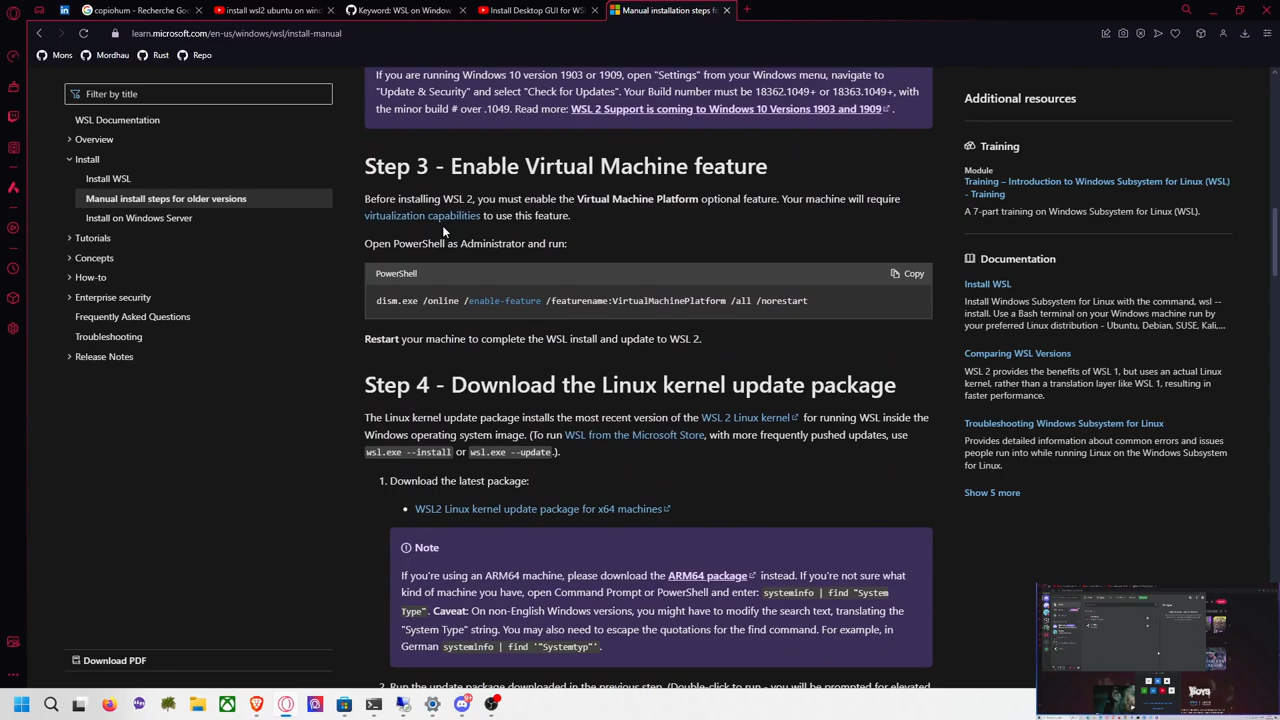 copiohum - Recherche Go
install wsl2 ubuntu on wind
Keyword: WSL on Window
Install Desktop GUI for WS
Manual installation steps fo
learn.microsoft.com/en-us/windows/wsl/install-manual
Mons
Mordhau
Rust
Repo
Filter by title
WSL Documentation
Overview
Install
Install WSL
Manual install steps for older versions
Install on Windows Server
Tutorials
Concepts
How-to
Enterprise security
Frequently Asked Questions
Troubleshooting
Release Notes
Download PDF
If you are running Windows 10 version 1903 or 1909, open "Settings" from your Windows menu, navigate to
"Update & Security" and select "Check for Updates". Your Build number must be 18362.1049+ or 18363.1049+, with
the minor build # over .1049. Read more: WSL 2 Support is coming to Windows 10 Versions 1903 and 1909 .
Step 3 - Enable Virtual Machine feature
Before installing WSL 2, you must enable the Virtual Machine Platform optional feature. Your machine will require
virtualization capabilities to use this feature.
Open PowerShell as Administrator and run:
PowerShell
Copy
dism.exe /online /enable-feature /featurename:VirtualMachinePlatform /all /norestart
Restart your machine to complete the WSL install and update to WSL 2.
Step 4 - Download the Linux kernel update package
The Linux kernel update package installs the most recent version of the WSL 2 Linux kernel for running WSL inside the
Windows operating system image. (To run WSL from the Microsoft Store, with more frequently pushed updates, use
wsl.exe --install or wsl.exe --update.).
1. Download the latest package:
• WSL2 Linux kernel update package for x64 machines
Note
If you're using an ARM64 machine, please download the ARM64 package instead. If you're not sure what
kind of machine you have, open Command Prompt or PowerShell and enter: systeminfo | find "System
Type". Caveat: On non-English Windows versions, you might have to modify the search text, translating the
"System Type" string. You may also need to escape the quotations for the find command. For example, in
German systeminfo | find '"Systemtyp"'.
2. Run the update package downloaded in the previous step. (Double-click to run - you will be prompted for elevated
Additional resources
Training
Module
Training – Introduction to Windows Subsystem for Linux (WSL)
- Training
A 7-part training on Windows Subsystem for Linux (WSL).
Documentation
Install WSL
Install Windows Subsystem for Linux with the command, wsl --
install. Use a Bash terminal on your Windows machine run by
your preferred Linux distribution - Ubuntu, Debian, SUSE, Kali,...
Comparing WSL Versions
WSL 2 provides the benefits of WSL 1, but uses an actual Linux
kernel, rather than a translation layer like WSL 1, resulting in
faster performance.
Troubleshooting Windows Subsystem for Linux
Provides detailed information about common errors and issues
people run into while running Linux on the Windows Subsystem
for Linux.
Show 5 more